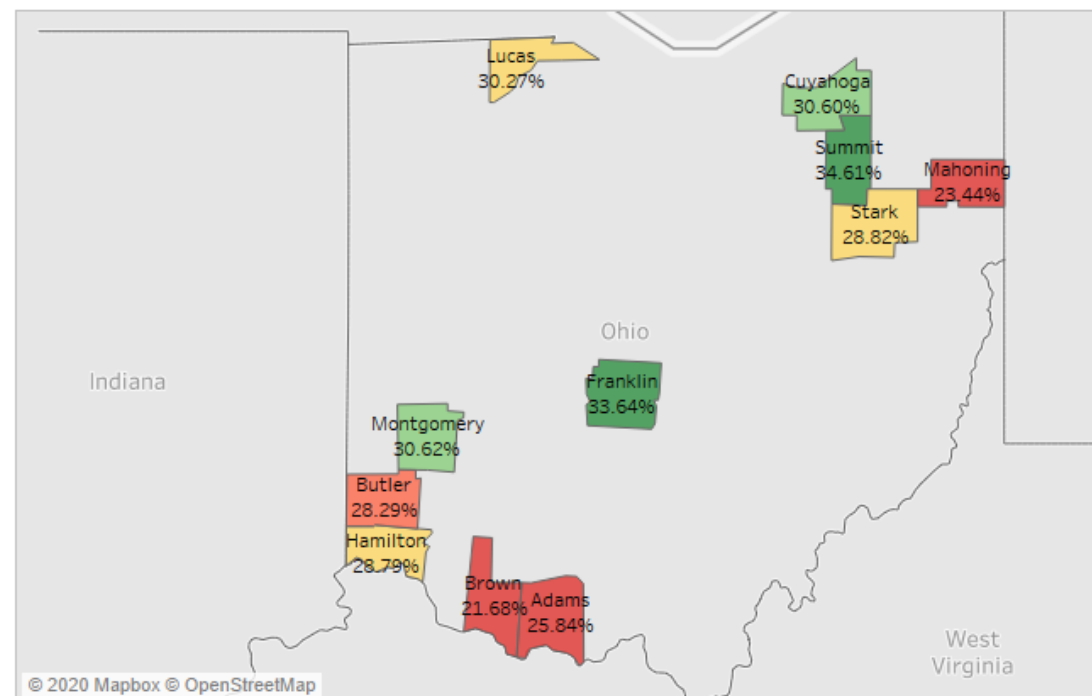 Lucas
30.27%
Cuyahoga
30.60%
Summit
34.61%
Mahoning
23.44%
Stark
28.82%
Ohio
Indiana
Franklin
33.64%
Montgomery
30.62%
Butler
28.29%
Hamilton
28.79%
Brown
21.68%
Adams
25.84%
West
Virginia
© 2020 Mapbox © OpenStreetMap